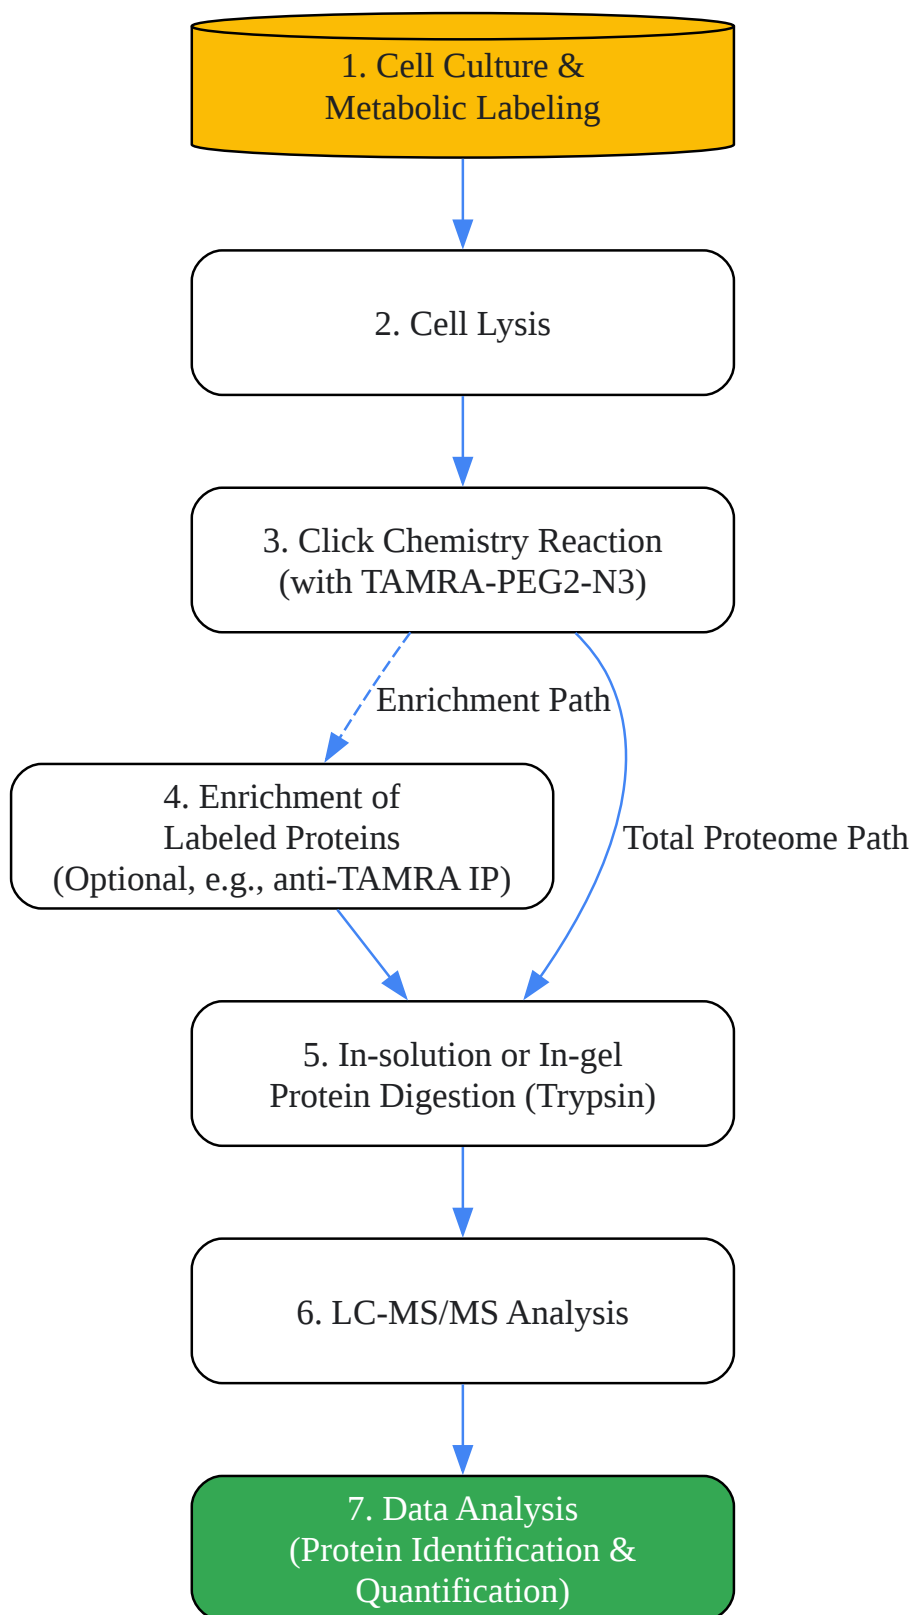 1. Cell Culture &
Metabolic Labeling
2. Cell Lysis
3. Click Chemistry Reaction
(with TAMRA-PEG2-N3)
Enrichment Path
4. Enrichment of
Labeled Proteins
(Optional, e.g., anti-TAMRA IP)
Total Proteome Path
5. In-solution or In-gel
Protein Digestion (Trypsin)
6. LC-MS/MS Analysis
7. Data Analysis
(Protein Identification &
Quantification)